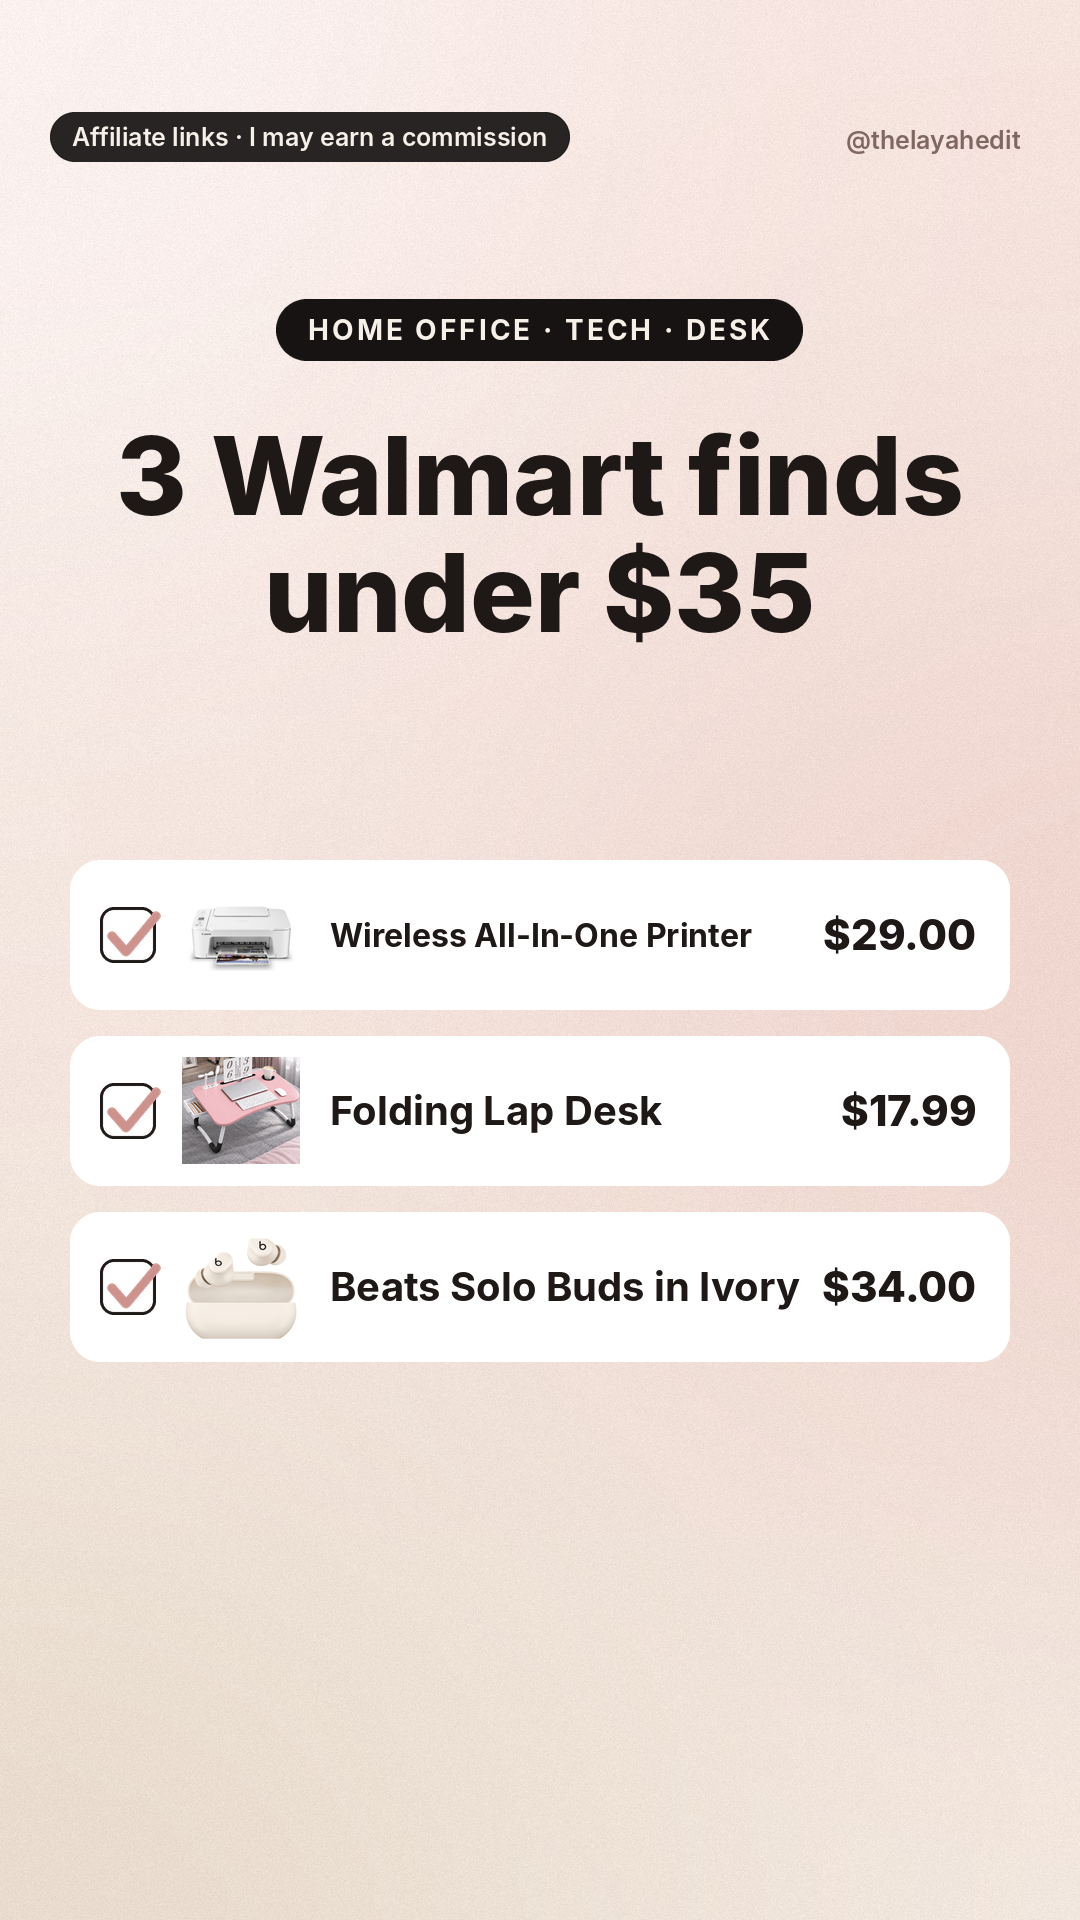 Affiliate links · I may earn a commission
@thelayahedit
HOME OFFICE · TECH · DESK
3 Walmart finds
under $35
Wireless All-In-One Printer $29.00
Folding Lap Desk $17.99
Beats Solo Buds in Ivory $34.00